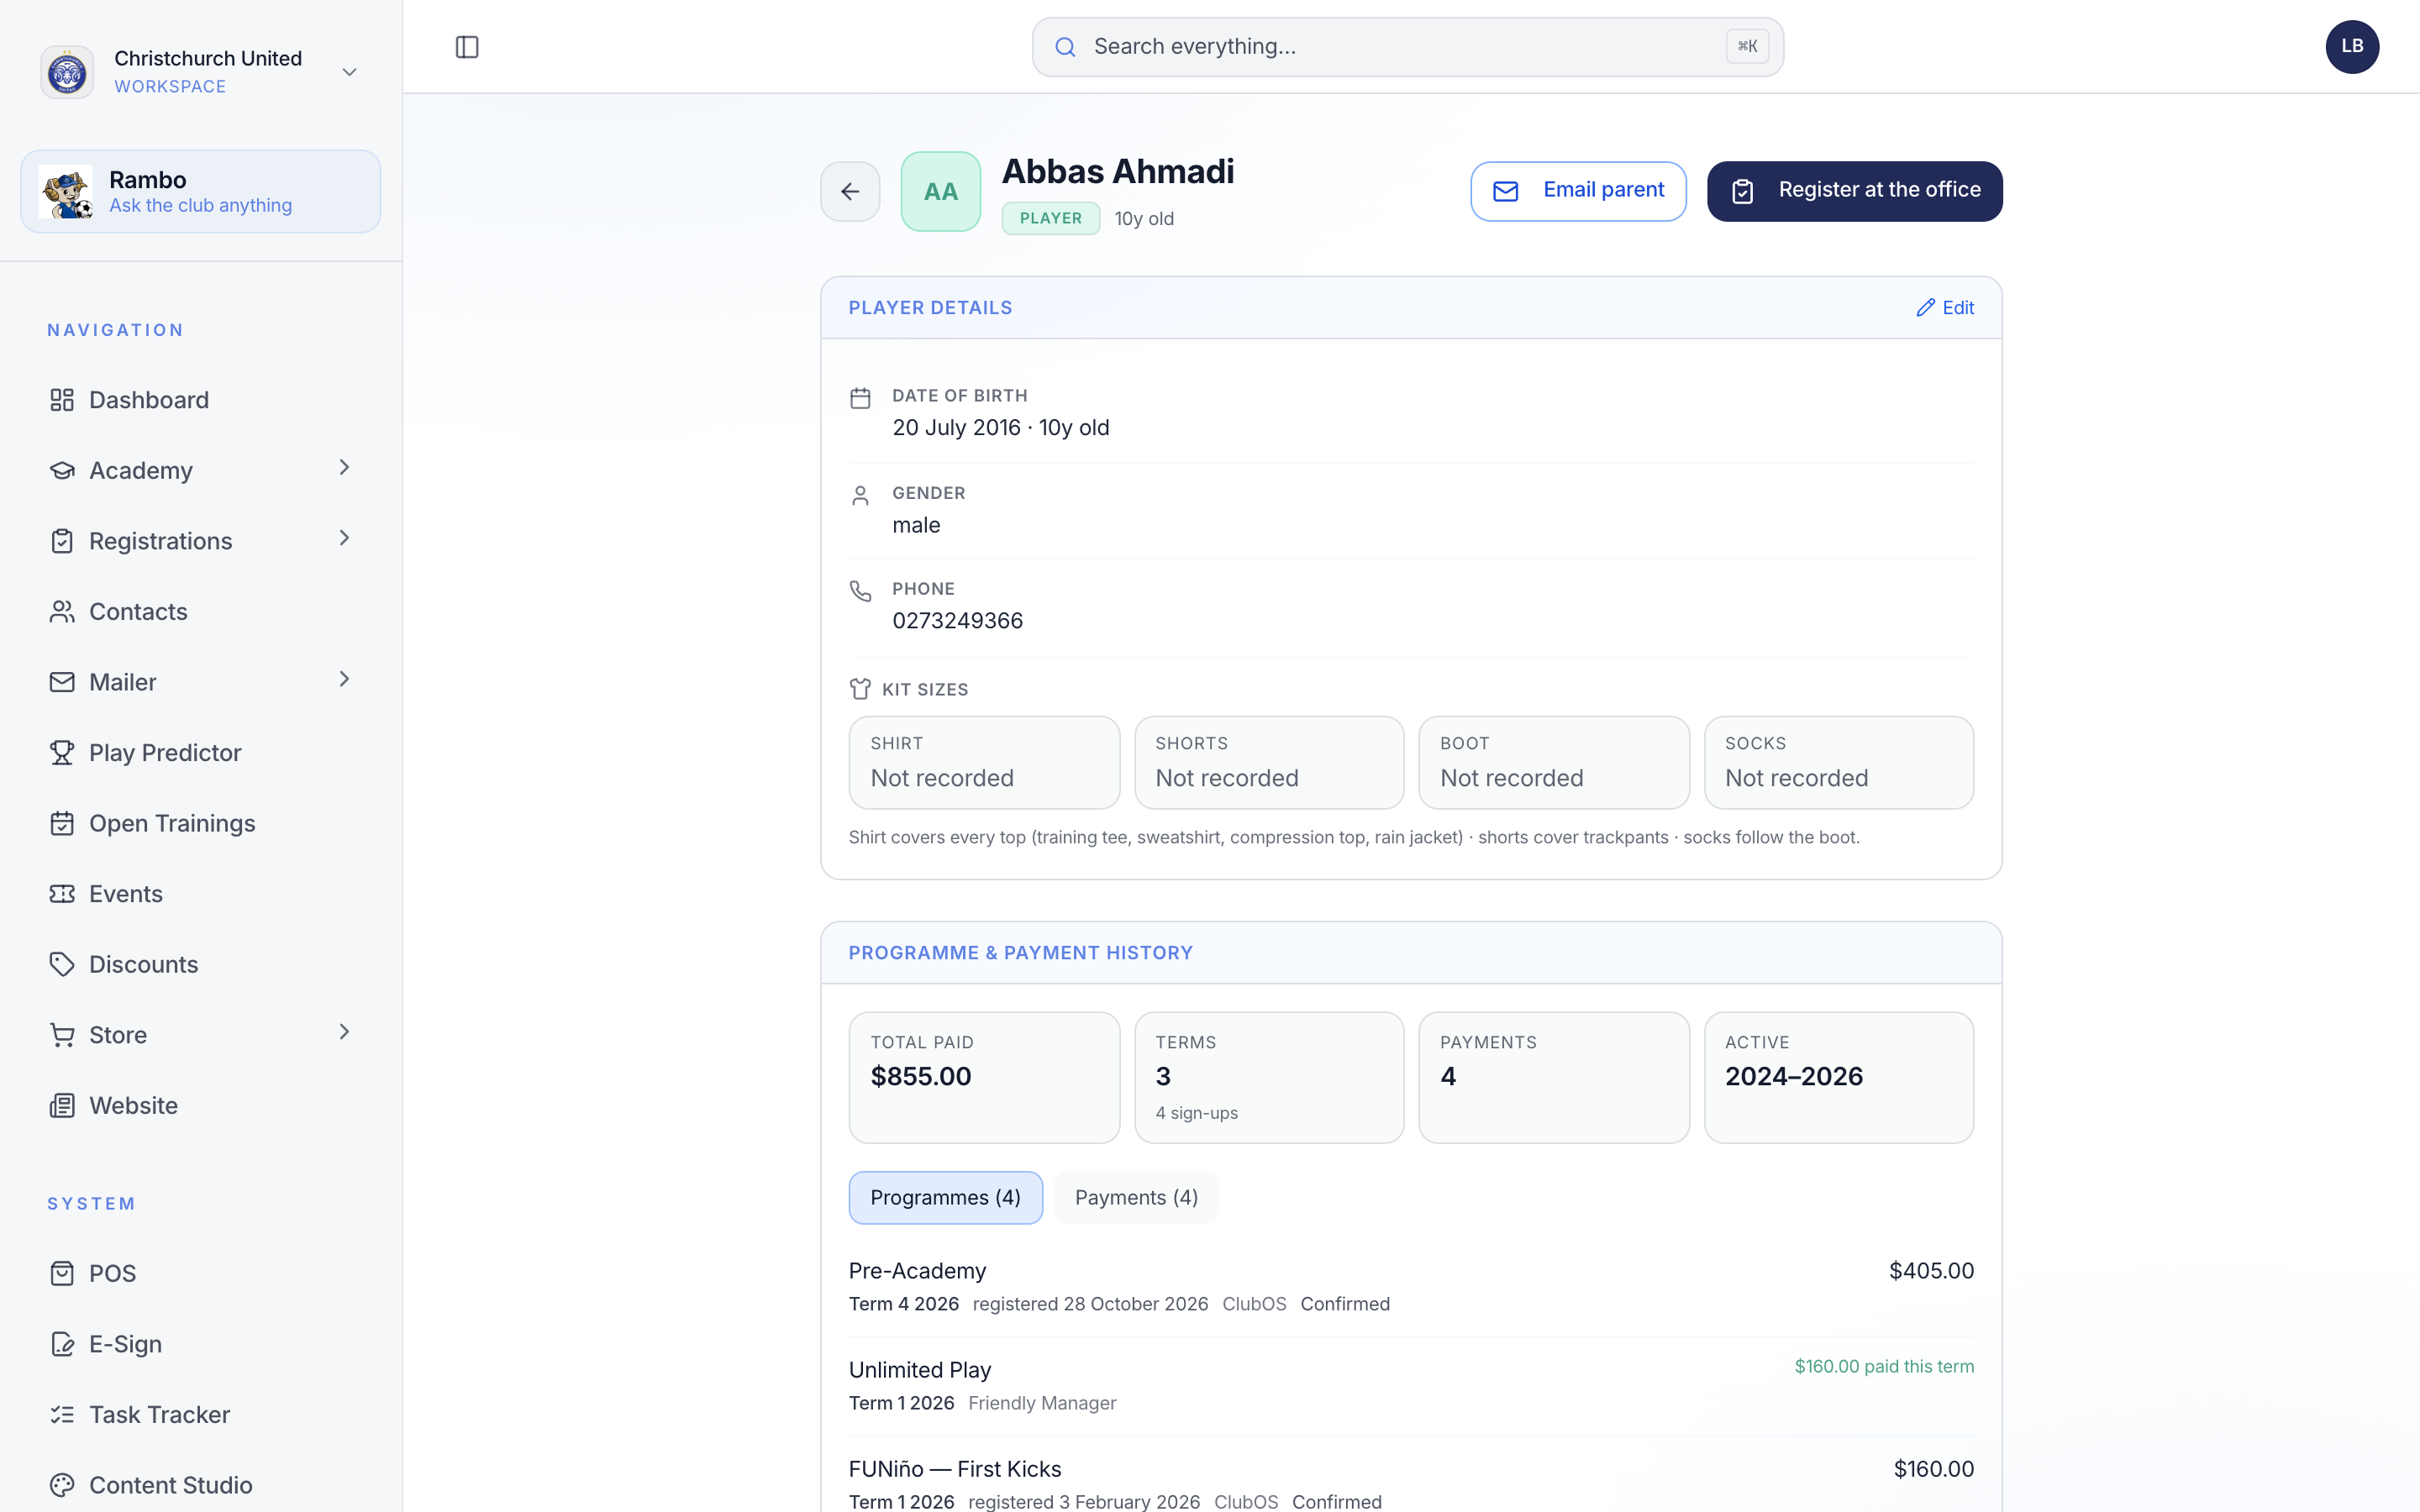 Christchurch United
WORKSPACE
Rambo
Ask the club anything
NAVIGATION
Dashboard
Academy
Registrations
Contacts
Mailer
Play Predictor
Open Trainings
Events
Discounts
Store
Website
SYSTEM
POS
E-Sign
Task Tracker
Content Studio
Search everything...
⌘K
LB
AA
Abbas Ahmadi
PLAYER
10y old
Email parent
Register at the office
PLAYER DETAILS
Edit
DATE OF BIRTH
20 July 2016 · 10y old
GENDER
male
PHONE
0273249366
KIT SIZES
SHIRT
Not recorded
SHORTS
Not recorded
BOOT
Not recorded
SOCKS
Not recorded
Shirt covers every top (training tee, sweatshirt, compression top, rain jacket) · shorts cover trackpants · socks follow the boot.
PROGRAMME & PAYMENT HISTORY
TOTAL PAID
$855.00
TERMS
3
4 sign-ups
PAYMENTS
4
ACTIVE
2024–2026
Programmes (4)
Payments (4)
Pre-Academy
$405.00
Term 4 2026 registered 28 October 2026 ClubOS Confirmed
Unlimited Play
$160.00 paid this term
Term 1 2026 Friendly Manager
FUNiño — First Kicks
$160.00
Term 1 2026 registered 3 February 2026 ClubOS Confirmed